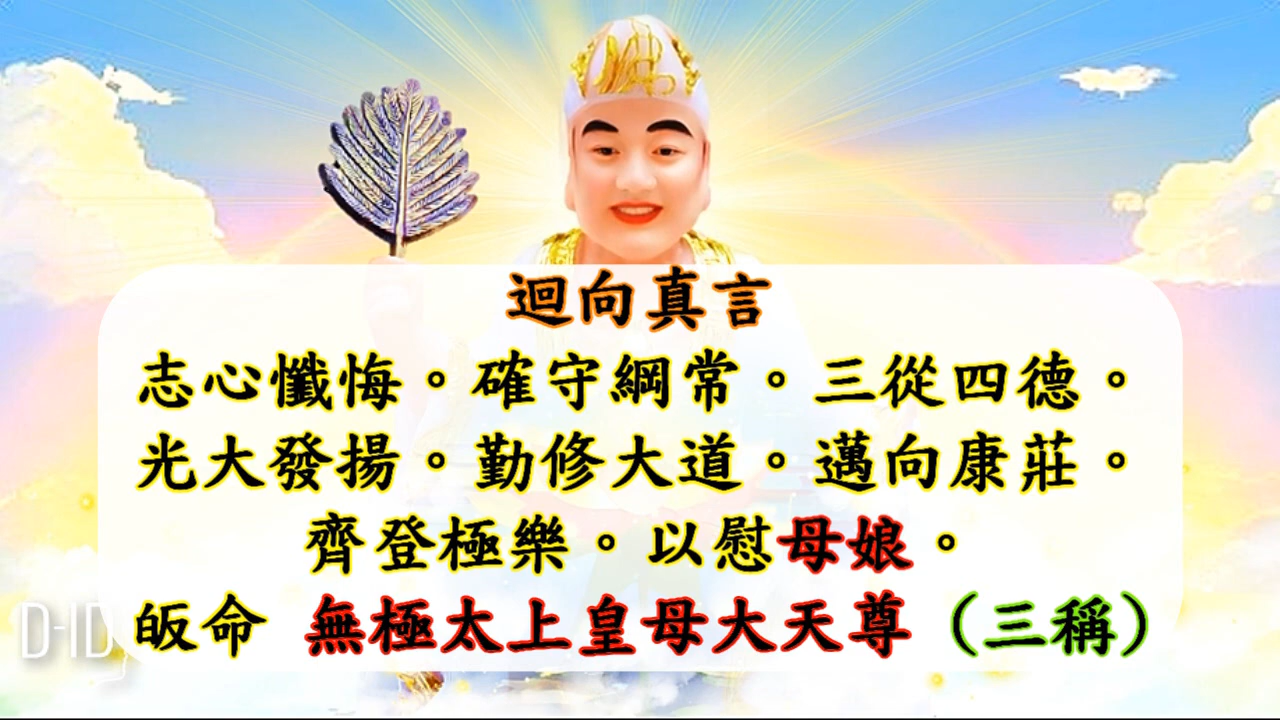 迴向真言
志心懺悔。確守綱常。三從四德。
光大發揚。勤修大道。邁向康莊。
齊登極樂。以慰母娘。
皈命 無極太上皇母大天尊（三稱）
D-ID